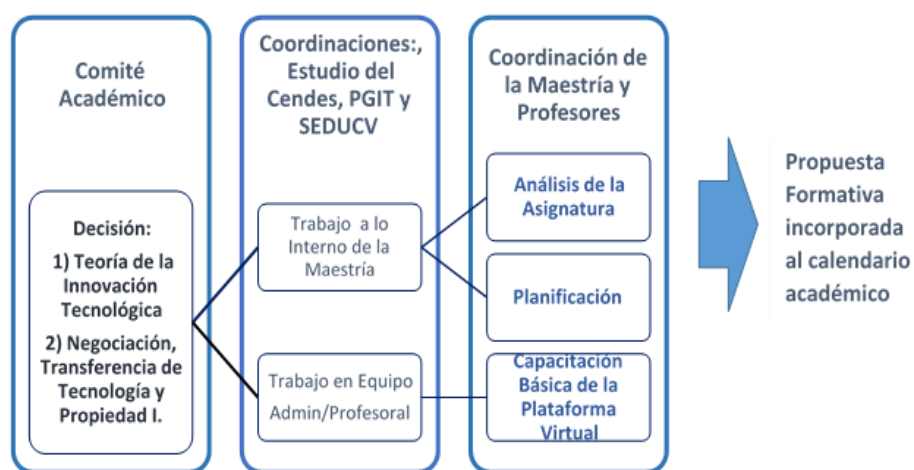 Comité
Académico
Decisión:
1) Teoría de la
Innovación
Tecnológica
2) Negociación,
Transferencia de
Tecnología y
Propiedad I.
Coordinaciones:,
Estudio del
Cendes, PGIT y
SEDUCV
Trabajo a lo
Interno de la
Maestría
Trabajo en Equipo
Admin/Profesoral
Coordinación de
la Maestría y
Profesores
Análisis de la
Asignatura
Planificación
Capacitación
Básica de la
Plataforma
Virtual
Propuesta
Formativa
incorporada
al calendario
académico